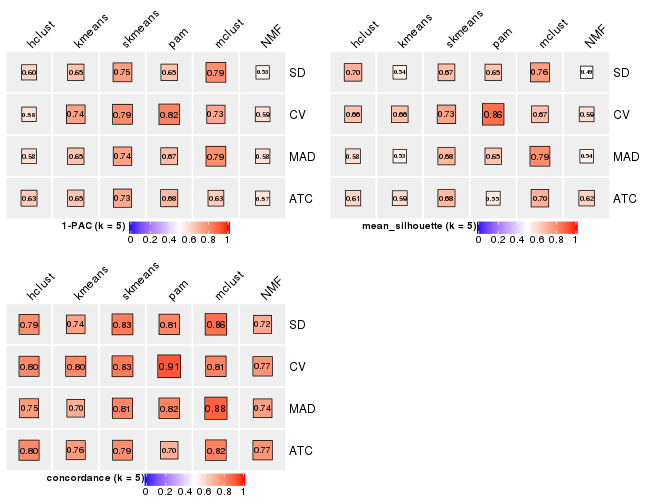 hclust kmeans skmeans pam mclust NMF
0.60 0.65 0.75 0.65 0.79 0.53 SD
0.58 0.74 0.79 0.82 0.73 0.59 CV
0.58 0.65 0.74 0.67 0.79 0.58 MAD
0.63 0.65 0.73 0.68 0.63 0.57 ATC
1-PAC (k = 5)
0 0.2 0.4 0.6 0.8 1
hclust kmeans skmeans pam mclust NMF
0.70 0.54 0.67 0.65 0.76 0.49 SD
0.66 0.66 0.73 0.86 0.67 0.59 CV
0.58 0.53 0.68 0.65 0.79 0.54 MAD
0.61 0.59 0.68 0.55 0.70 0.62 ATC
mean_silhouette (k = 5)
0 0.2 0.4 0.6 0.8 1
hclust kmeans skmeans pam mclust NMF
0.79 0.74 0.83 0.81 0.86 0.72 SD
0.80 0.80 0.83 0.91 0.81 0.77 CV
0.75 0.70 0.81 0.82 0.88 0.74 MAD
0.80 0.76 0.79 0.70 0.82 0.77 ATC
concordance (k = 5)
0 0.2 0.4 0.6 0.8 1